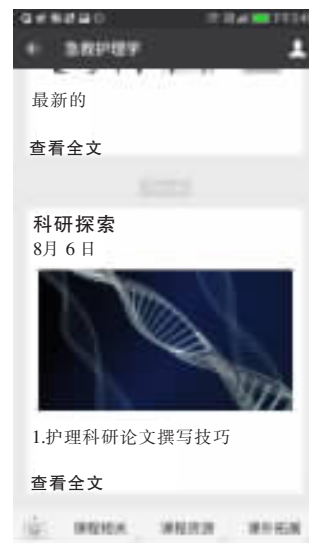 急救护理学
最新的
查看全文
科研探索
8月 6 日
1.护理科研论文撰写技巧
查看全文
课程相关 课程资源 课外拓展